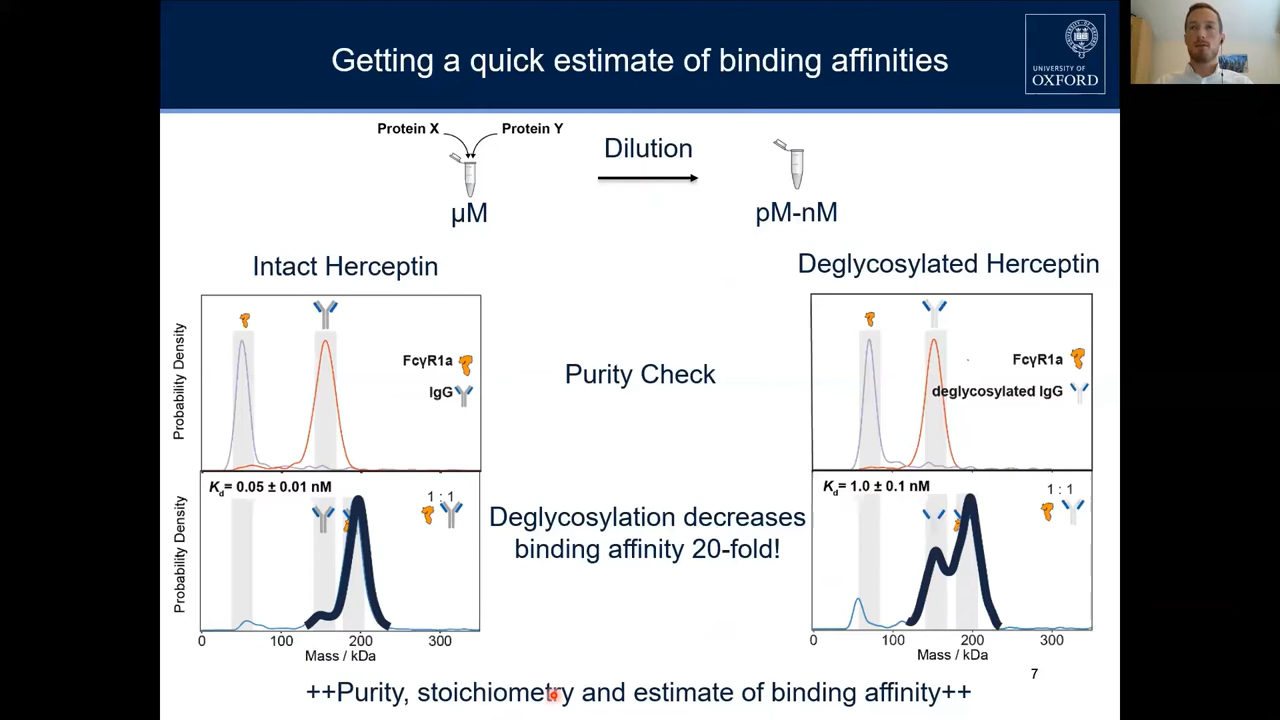 Getting a quick estimate of binding affinities
UNIVERSITY OF
OXFORD
Protein X
Protein Y
Dilution
µM
pM-nM
Intact Herceptin
Deglycosylated Herceptin
Probability Density
FcγR1a
IgG
Purity Check
FcγR1a
deglycosylated IgG
Probability Density
Kd= 0.05 ± 0.01 nM
1 : 1
Deglycosylation decreases
binding affinity 20-fold!
Kd= 1.0 ± 0.1 nM
1 : 1
0 100 200 300
Mass / kDa
0 100 200 300
Mass / kDa
7
++Purity, stoichiometry and estimate of binding affinity++